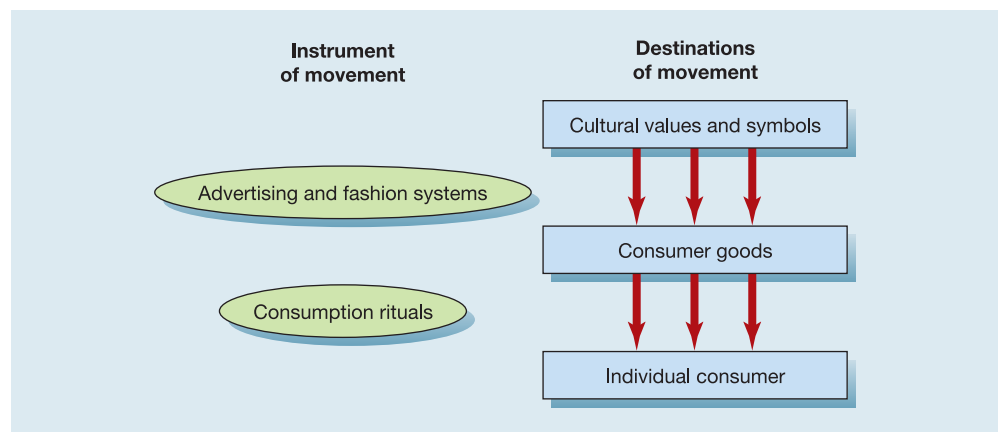 Instrument
of movement
Destinations
of movement
Cultural values and symbols
Advertising and fashion systems
Consumer goods
Consumption rituals
Individual consumer